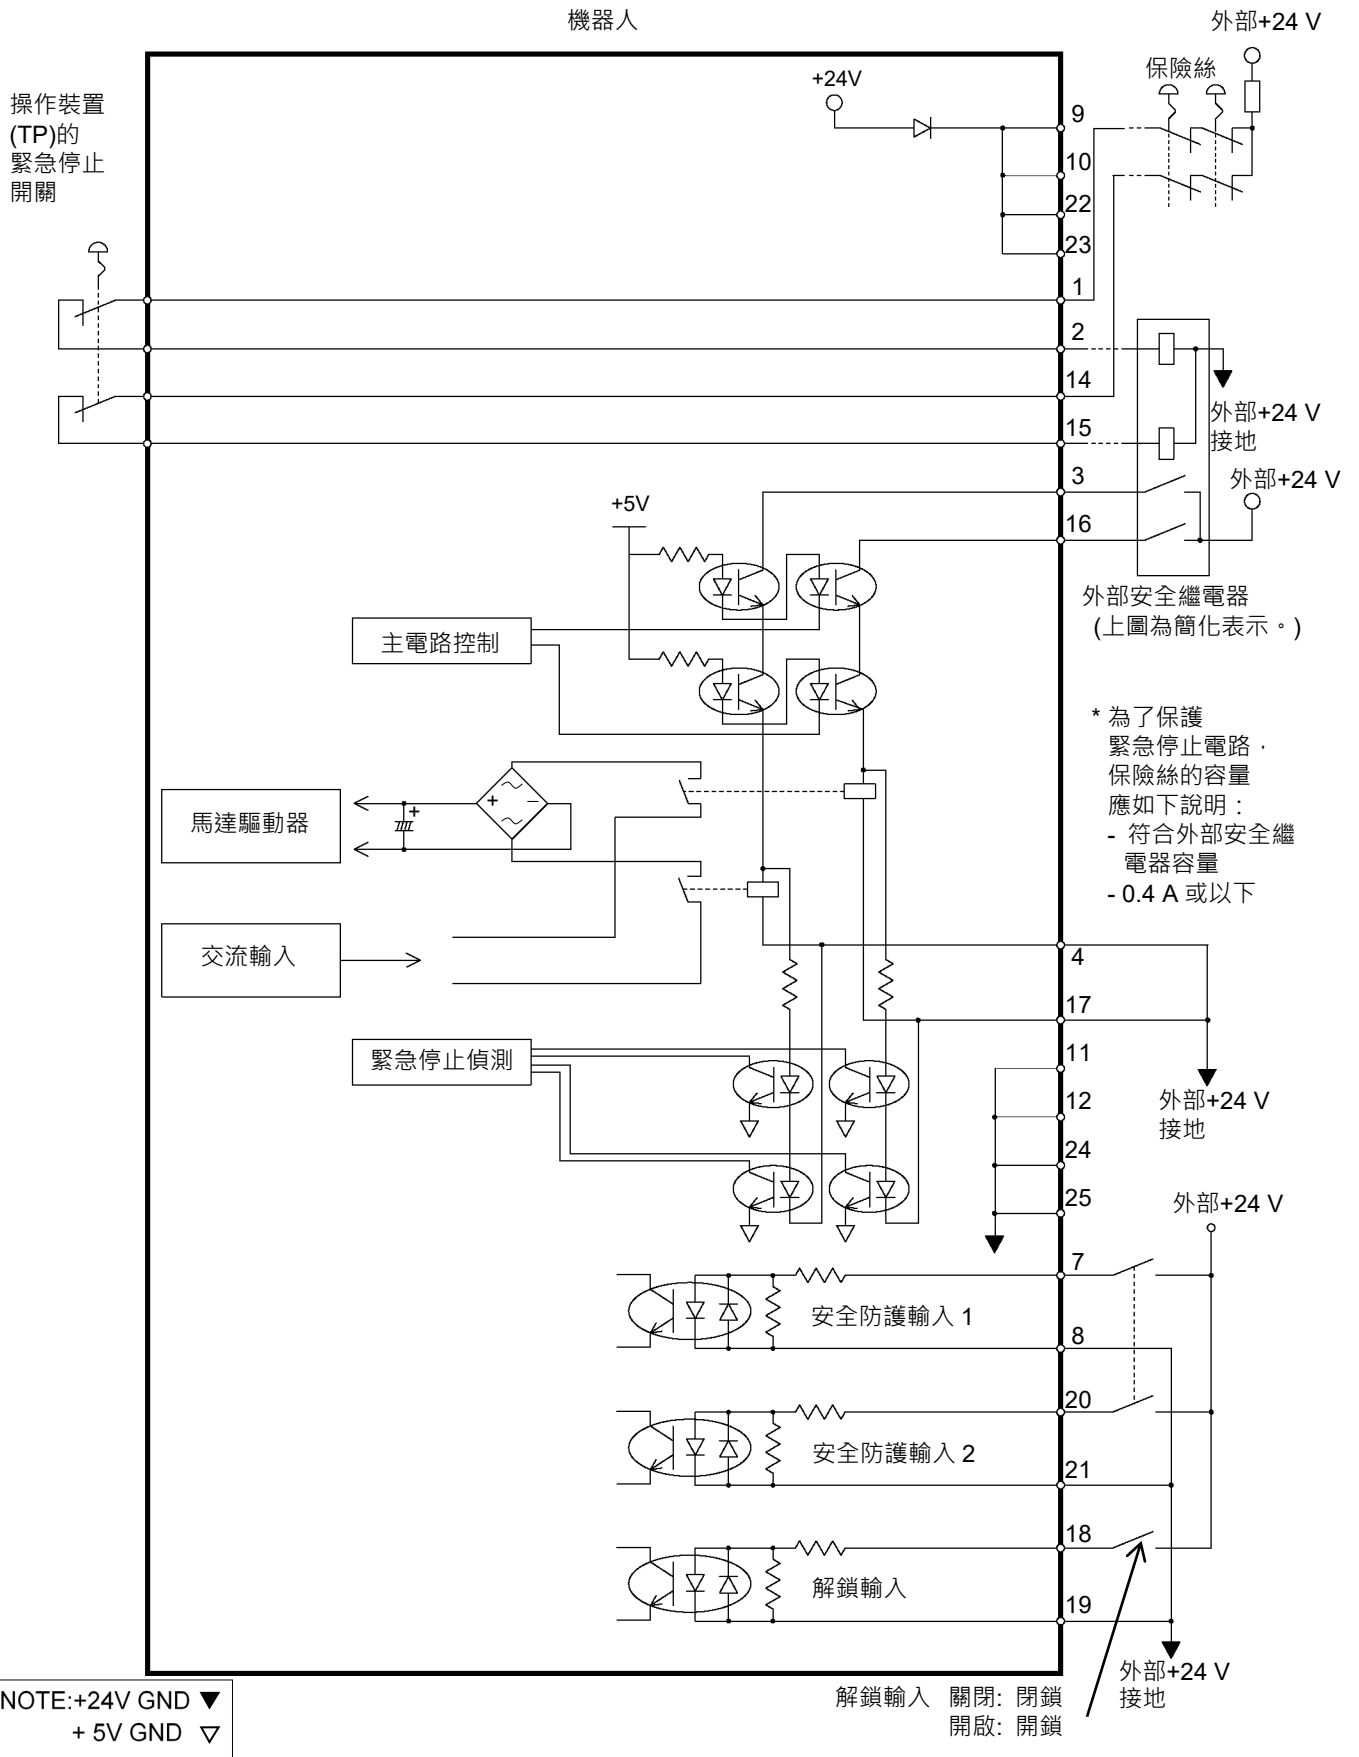 機器人
外部+24 V
保險絲
+24V
操作裝置
(TP)的
緊急停止
開關
9
10
22
23
1
2
14
外部+24 V
接地
15
3
外部+24 V
+5V
16
外部安全繼電器
(上圖為簡化表示。)
主電路控制
* 為了保護
緊急停止電路，
保險絲的容量
應如下說明：
- 符合外部安全繼
電器容量
- 0.4 A 或以下
馬達驅動器
+
−
+
交流輸入
4
17
緊急停止偵測
11
12
外部+24 V
接地
24
25
外部+24 V
7
安全防護輸入 1
8
20
安全防護輸入 2
21
18
解鎖輸入
19
外部+24 V
接地
解鎖輸入 關閉: 閉鎖
開啟: 開鎖
NOTE:+24V GND ▼
+ 5V GND ▽